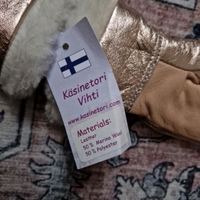 Käsinetori
Vihti
www.kasinetori.com
Materials:
Leather
50 % Merino Wool
50 % Polyester